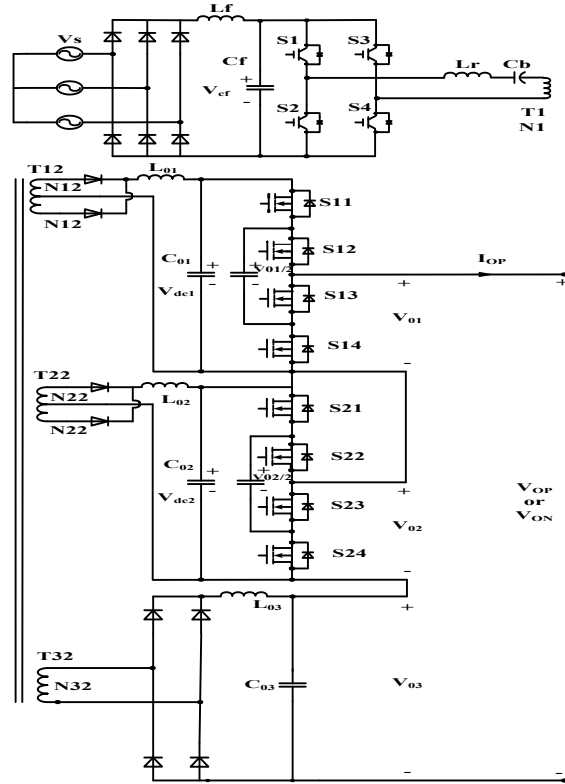 Lf
Vs
S1
S3
Cf
+
Vcf
-
Lr
Cb
S2
S4
T1
N1
T12
L01
N12
N12
S11
S12
C01
+
+
V01/2
IOP
+
Vdc1
-
-
S13
+
V01
S14
-
T22
N22
L02
N22
S21
C02
S22
+
+
V02/2
Vdc2
-
-
S23
+
V02
VOP
or
VON
S24
-
L03
+
T32
N32
C03
V03
-
-